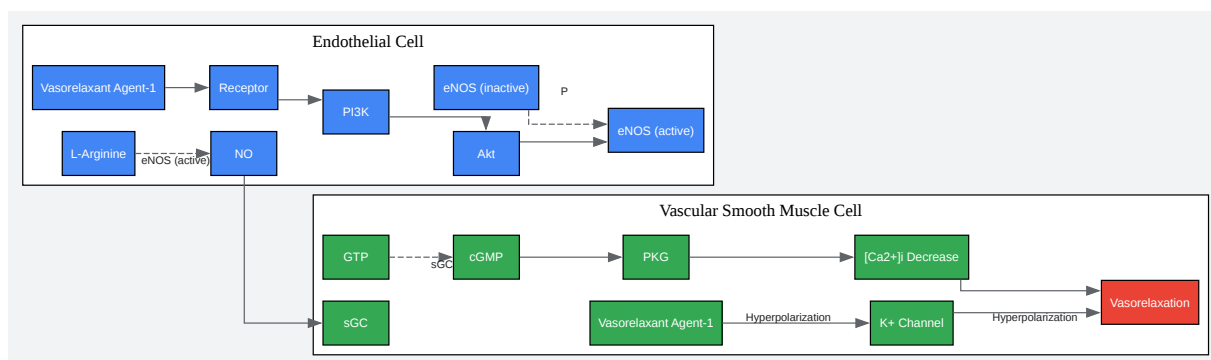 Endothelial Cell
Vasorelaxant Agent-1
Receptor
PI3K
eNOS (inactive)
P
eNOS (active)
L-Arginine
eNOS (active)
NO
Akt
Vascular Smooth Muscle Cell
GTP
sGC
cGMP
PKG
[Ca2+]i Decrease
Vasorelaxation
sGC
Vasorelaxant Agent-1
Hyperpolarization
K+ Channel
Hyperpolarization